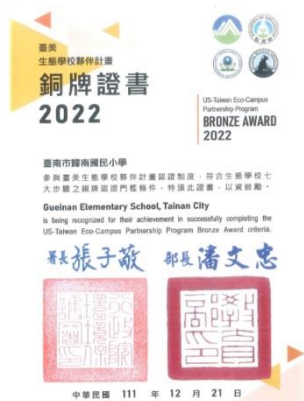 臺美
生態學校夥伴計畫
銅牌證書
2022
US-Taiwan Eco-Campus
Partnership Program
BRONZE AWARD
2022
臺南市歸南國民小學
參與臺美生態學校夥伴計畫認證制度，符合生態學校七
大步驟之銅牌認證門檻條件，特頒此證書，以資鼓勵。
Gueinan Elementary School, Tainan City
is being recognized for their achievement in successfully completing the
US-Taiwan Eco-Campus Partnership Program Bronze Award criteria.
署長張子敬 部長潘文忠
中華民國 111 年 12 月 21 日